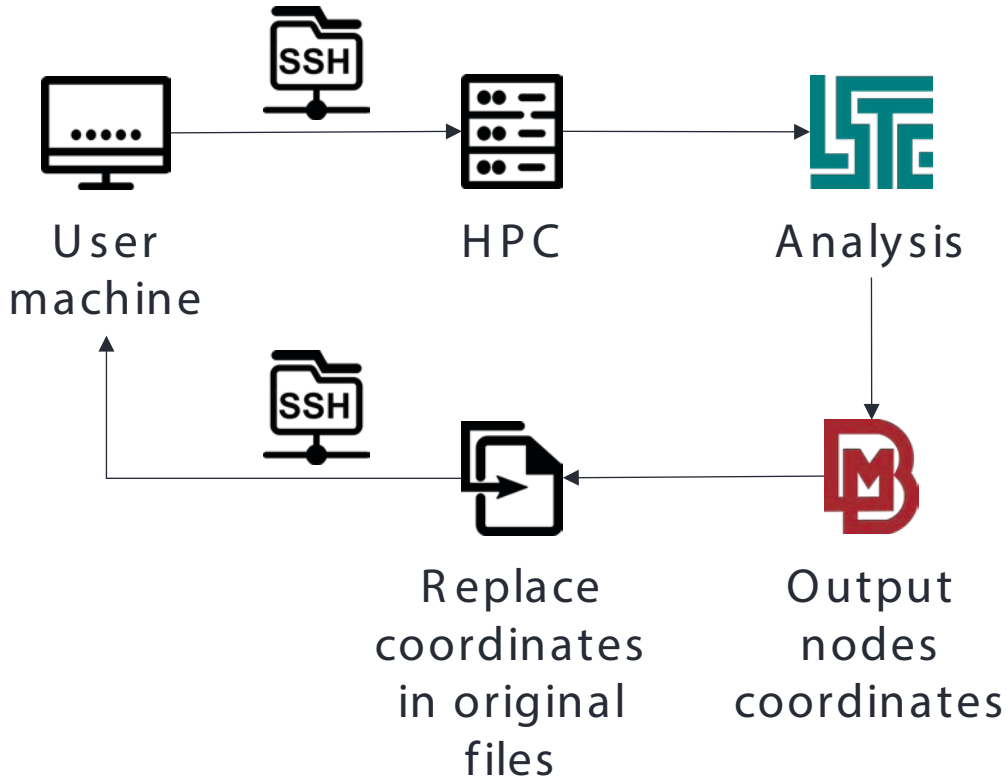 SSH
User
machine
HPC
Analysis
SSH
Replace
coordinates
in original
files
Output
nodes
coordinates